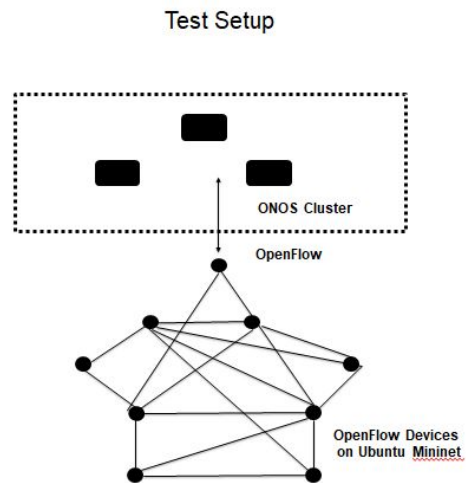 Test Setup
ONOS Cluster
OpenFlow
OpenFlow Devices
on Ubuntu Mininet